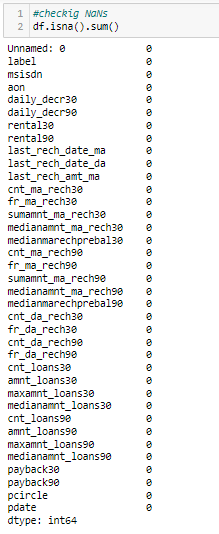 1 #checkig NaNs
2 df.isna().sum()
Unnamed: 0 0
label 0
msisdn 0
aon 0
daily_decr30 0
daily_decr90 0
rental30 0
rental90 0
last_rech_date_ma 0
last_rech_date_da 0
last_rech_amt_ma 0
cnt_ma_rech30 0
fr_ma_rech30 0
sumamnt_ma_rech30 0
medianamnt_ma_rech30 0
medianmarechprebal30 0
cnt_ma_rech90 0
fr_ma_rech90 0
sumamnt_ma_rech90 0
medianamnt_ma_rech90 0
medianmarechprebal90 0
cnt_da_rech30 0
fr_da_rech30 0
cnt_da_rech90 0
fr_da_rech90 0
cnt_loans30 0
amnt_loans30 0
maxamnt_loans30 0
medianamnt_loans30 0
cnt_loans90 0
amnt_loans90 0
maxamnt_loans90 0
medianamnt_loans90 0
payback30 0
payback90 0
pcircle 0
pdate 0
dtype: int64